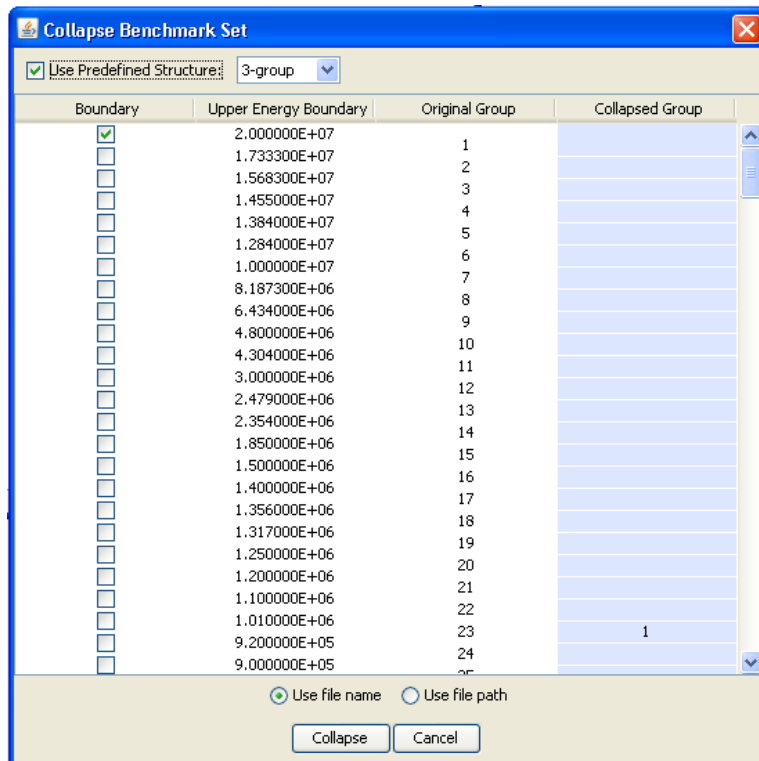 Collapse Benchmark Set
Use Predefined Structure: 3-group
Boundary Upper Energy Boundary Original Group Collapsed Group
2.000000E+07
1
1.733300E+07
2
1.568300E+07
3
1.455000E+07
4
1.384000E+07
5
1.284000E+07
6
1.000000E+07
7
8.187300E+06
8
6.434000E+06
9
4.800000E+06
10
4.304000E+06
11
3.000000E+06
12
2.479000E+06
13
2.354000E+06
14
1.850000E+06
15
1.500000E+06
16
1.400000E+06
17
1.356000E+06
18
1.317000E+06
19
1.250000E+06
20
1.200000E+06
21
1.100000E+06
22
1.010000E+06
23 1
9.200000E+05
24
9.000000E+05
Use file name Use file path
Collapse Cancel